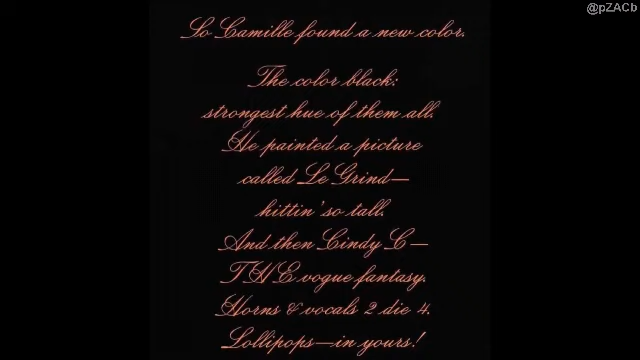 @pZACb
So Camille found a new color.
The color black:
strongest hue of them all.
He painted a picture
called Le Grind—
hittin' so tall.
And then Cindy C—
THE vogue fantasy.
Horns & vocals 2 die 4.
Lollipops—in yours!